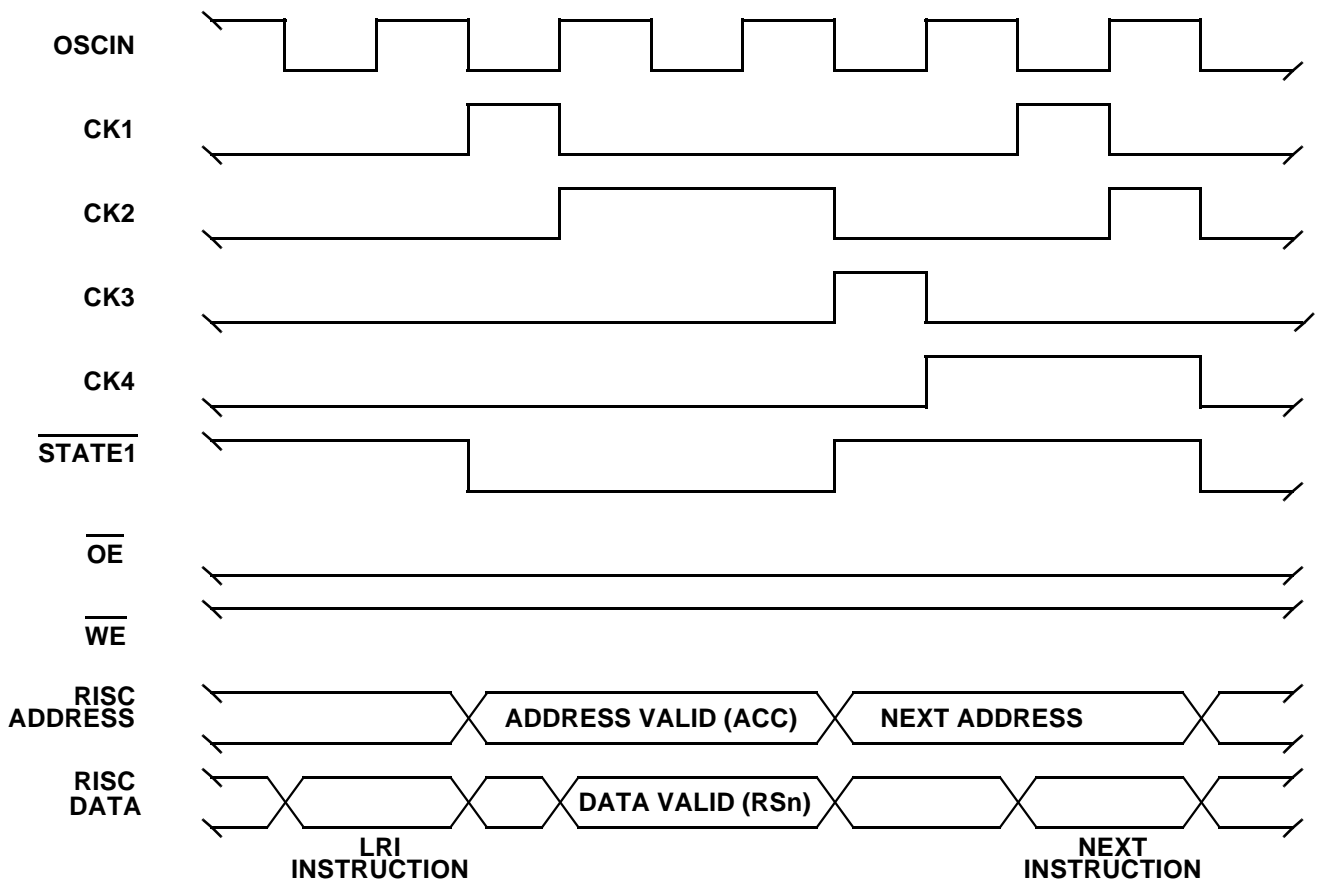 OSCIN
CK1
CK2
CK3
CK4
STATE1
OE
WE
RISC
ADDRESS
ADDRESS VALID (ACC)
NEXT ADDRESS
RISC
DATA
DATA VALID (RSn)
LRI
INSTRUCTION
NEXT
INSTRUCTION